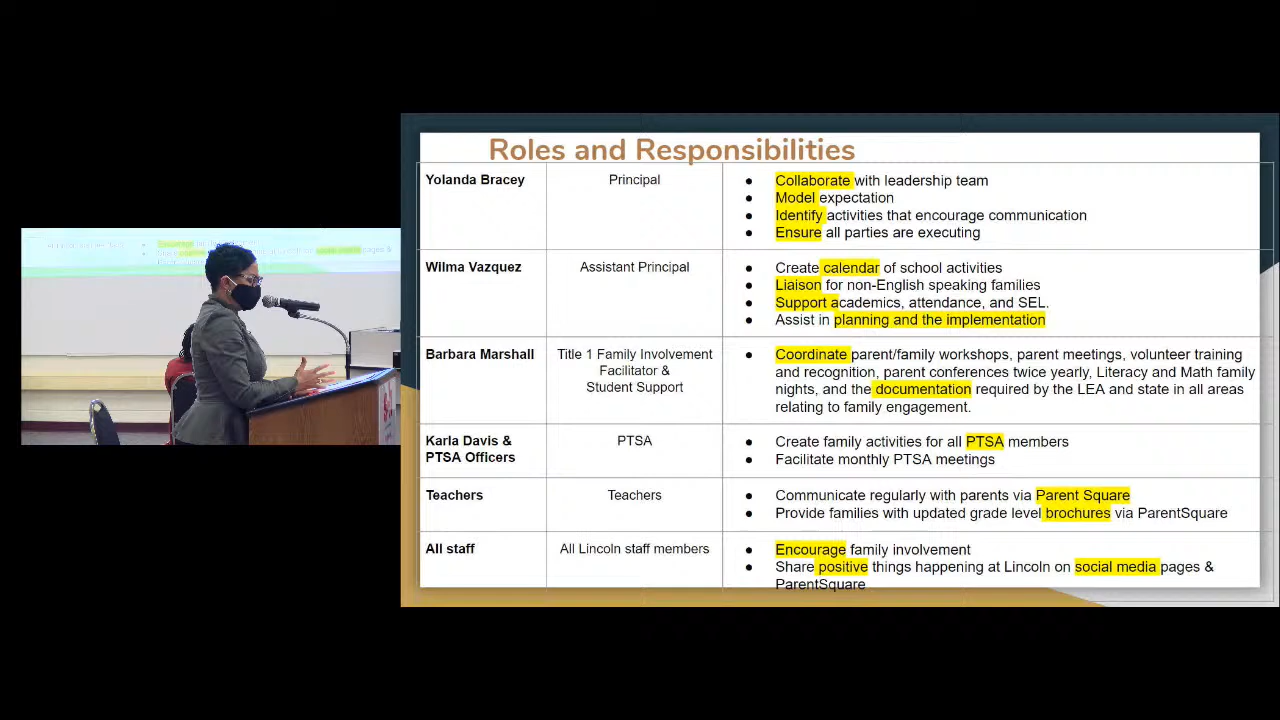 Roles and Responsibilities
Yolanda Bracey
Principal
● Collaborate with leadership team
● Model expectation
● Identify activities that encourage communication
● Ensure all parties are executing
Wilma Vazquez
Assistant Principal
● Create calendar of school activities
● Liaison for non-English speaking families
● Support academics, attendance, and SEL.
● Assist in planning and the implementation
Barbara Marshall
Title 1 Family Involvement
Facilitator &
Student Support
● Coordinate parent/family workshops, parent meetings, volunteer training
and recognition, parent conferences twice yearly, Literacy and Math family
nights, and the documentation required by the LEA and state in all areas
relating to family engagement.
Karla Davis &
PTSA Officers
PTSA
● Create family activities for all PTSA members
● Facilitate monthly PTSA meetings
Teachers
Teachers
● Communicate regularly with parents via Parent Square
● Provide families with updated grade level brochures via ParentSquare
All staff
All Lincoln staff members
● Encourage family involvement
● Share positive things happening at Lincoln on social media pages &
ParentSquare